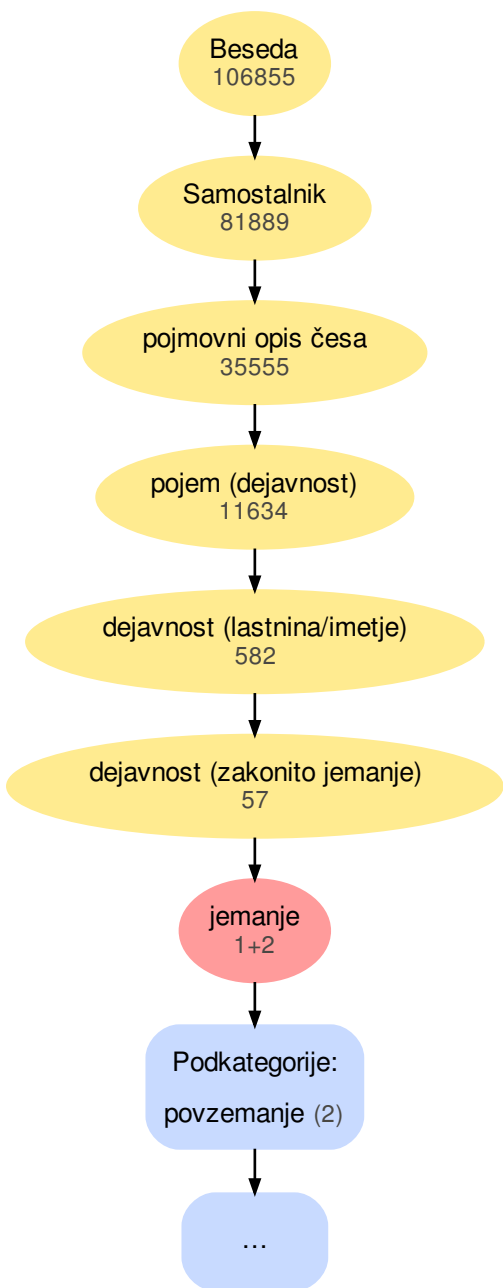 Beseda
106855
Samostalnik
81889
pojmovni opis česa
35555
pojem (dejavnost)
11634
dejavnost (lastnina/imetje)
582
dejavnost (zakonito jemanje)
57
jemanje
1+2
Podkategorije:
povzemanje (2)
...